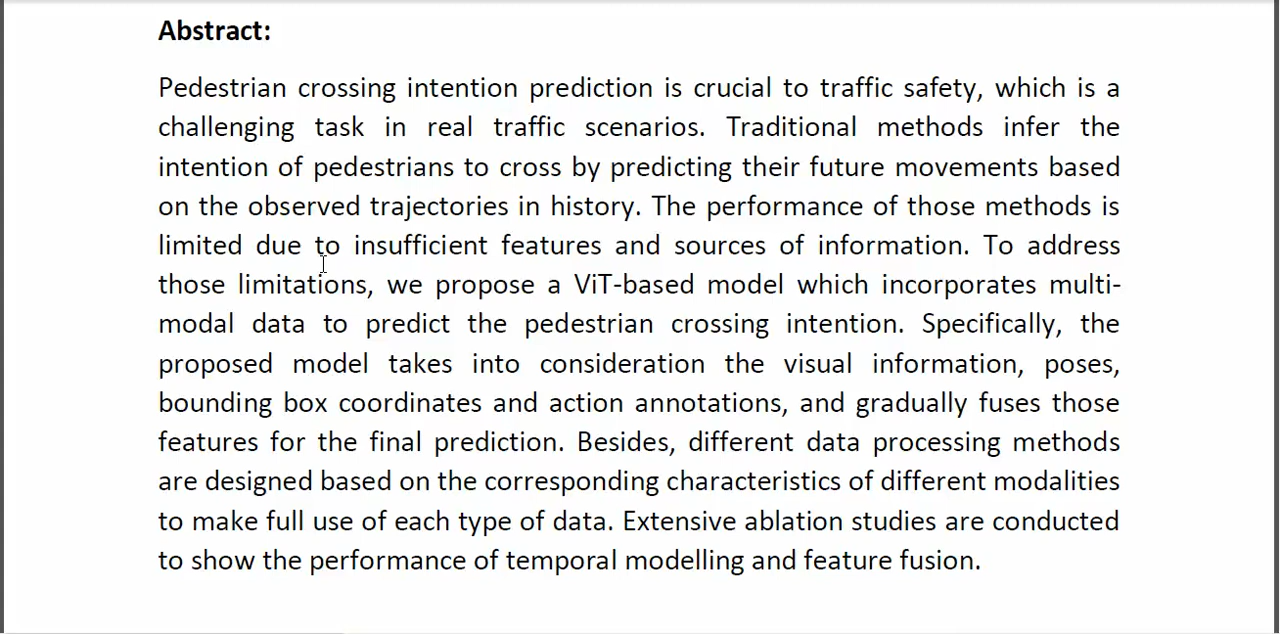 Abstract:
Pedestrian crossing intention prediction is crucial to traffic safety, which is a
challenging task in real traffic scenarios. Traditional methods infer the
intention of pedestrians to cross by predicting their future movements based
on the observed trajectories in history. The performance of those methods is
limited due to insufficient features and sources of information. To address
those limitations, we propose a ViT-based model which incorporates multi-
modal data to predict the pedestrian crossing intention. Specifically, the
proposed model takes into consideration the visual information, poses,
bounding box coordinates and action annotations, and gradually fuses those
features for the final prediction. Besides, different data processing methods
are designed based on the corresponding characteristics of different modalities
to make full use of each type of data. Extensive ablation studies are conducted
to show the performance of temporal modelling and feature fusion.